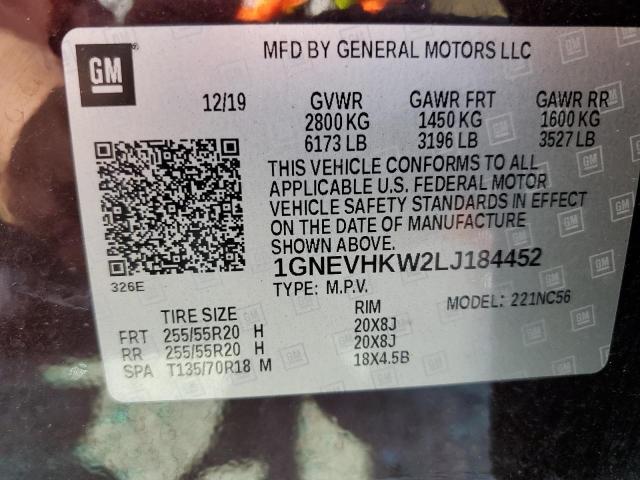 GM
MFD BY GENERAL MOTORS LLC
12/19 GVWR GAWR FRT GAWR RR
2800 KG 1450 KG 1600 KG
6173 LB 3196 LB 3527 LB
THIS VEHICLE CONFORMS TO ALL
APPLICABLE U.S. FEDERAL MOTOR
VEHICLE SAFETY STANDARDS IN EFFECT
ON THE DATE OF MANUFACTURE
SHOWN ABOVE.
326E
1GNEVHKW2LJ184452
TYPE: M.P.V. MODEL: 221NC56
TIRE SIZE RIM
FRT 255/55R20 H 20X8J
RR 255/55R20 H 20X8J
SPA T135/70R18 M 18X4.5B